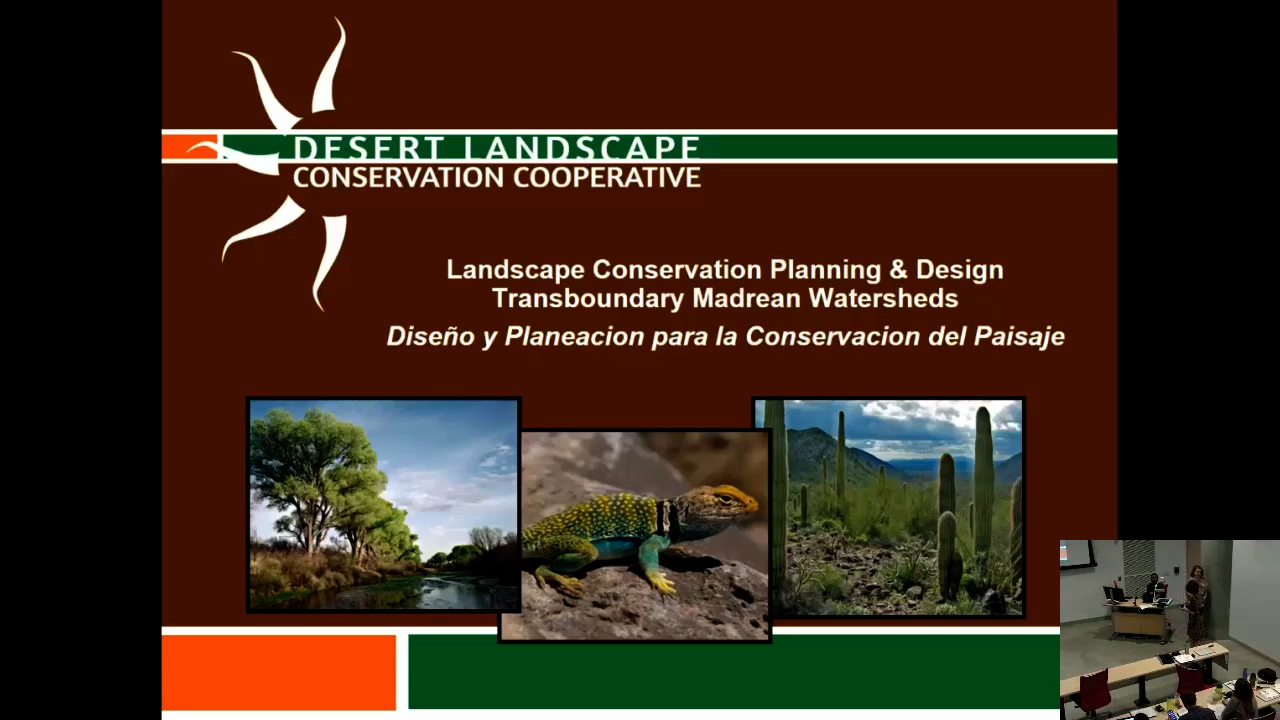 DESERT LANDSCAPE
CONSERVATION COOPERATIVE
Landscape Conservation Planning & Design
Transboundary Madrean Watersheds
Diseño y Planeacion para la Conservacion del Paisaje